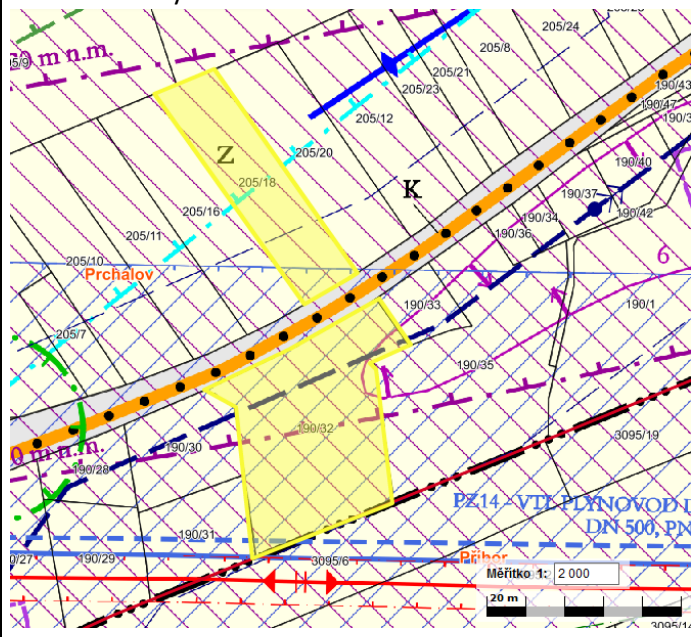 205/24
205/8
0 m n.m.
205/21
205/23
205/12
190/43
190/47
Z
205/20
190/40
205/18
K
190/37
205/16
190/34
190/42
205/11
190/36
205/10
6
Prchalov
190/33
190/1
205/7
190/35
190/32
3095/19
0 m n.m.
190/30
190/28
PZ14 - VTL PLYNOVOD
DN 500, PN
190/31
190/29
3095/6
Příbor
Měřítko 1: 2 000
20 m